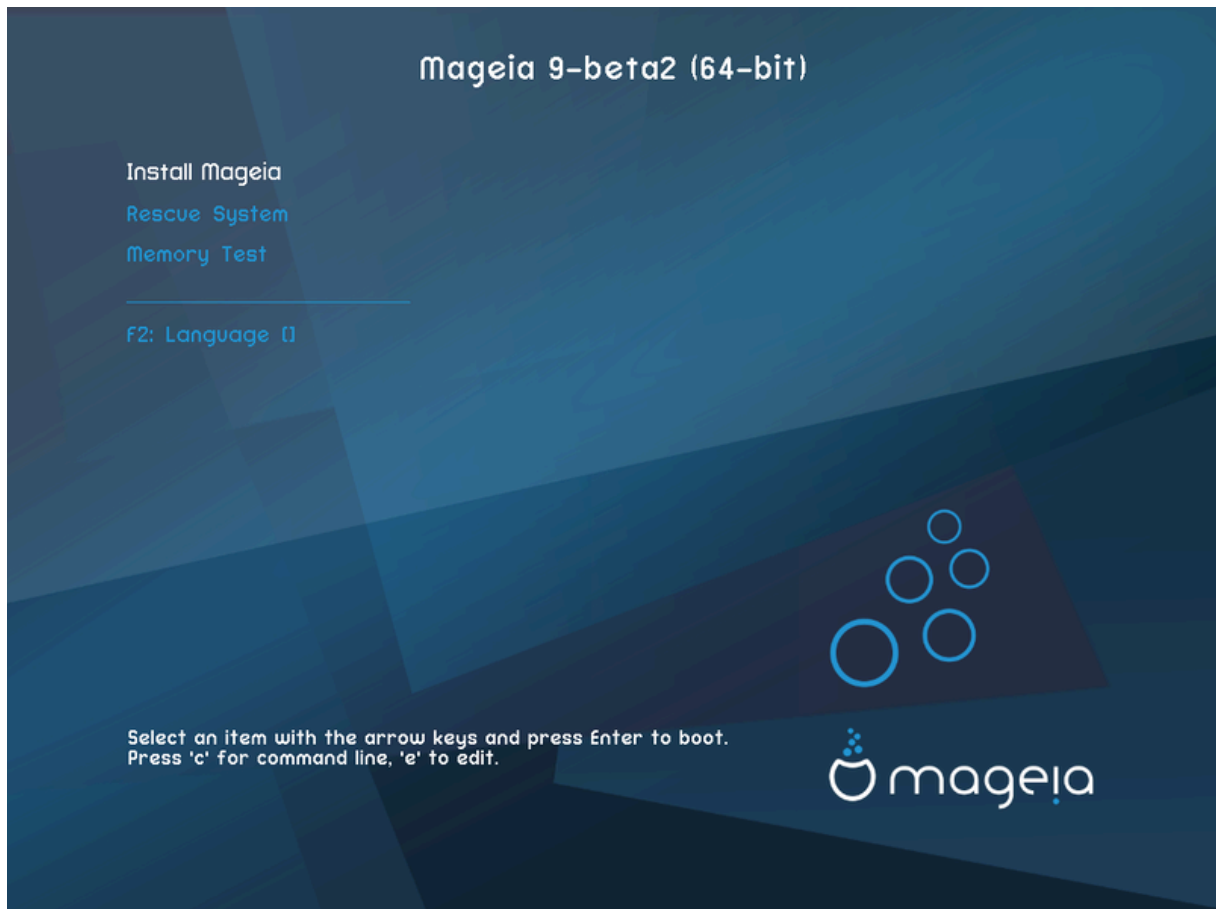 Mageia 9-beta2 (64-bit)
Install Mageia
Rescue System
Memory Test
F2: Language []
Select an item with the arrow keys and press Enter to boot.
Press 'c' for command line, 'e' to edit.
mageia